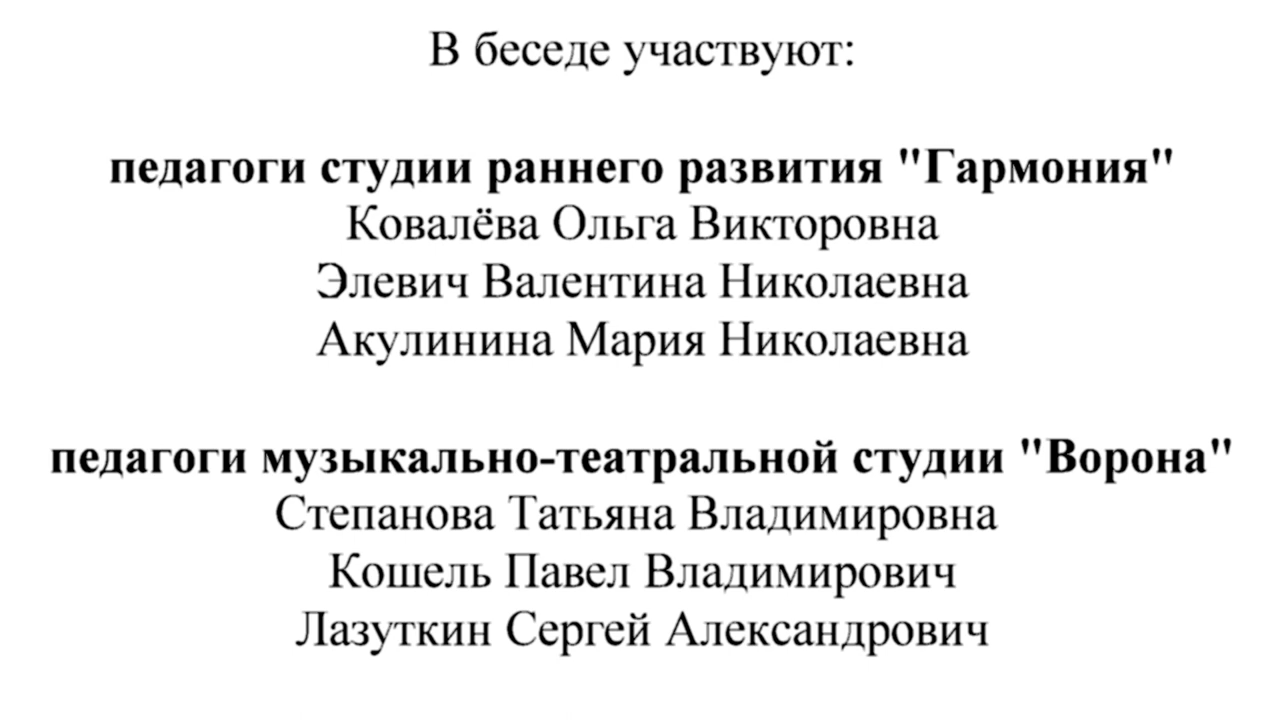 В беседе участвуют:
педагоги студии раннего развития "Гармония"
Ковалёва Ольга Викторовна
Элевич Валентина Николаевна
Акулинина Мария Николаевна
педагоги музыкально-театральной студии "Ворона"
Степанова Татьяна Владимировна
Кошель Павел Владимирович
Лазуткин Сергей Александрович